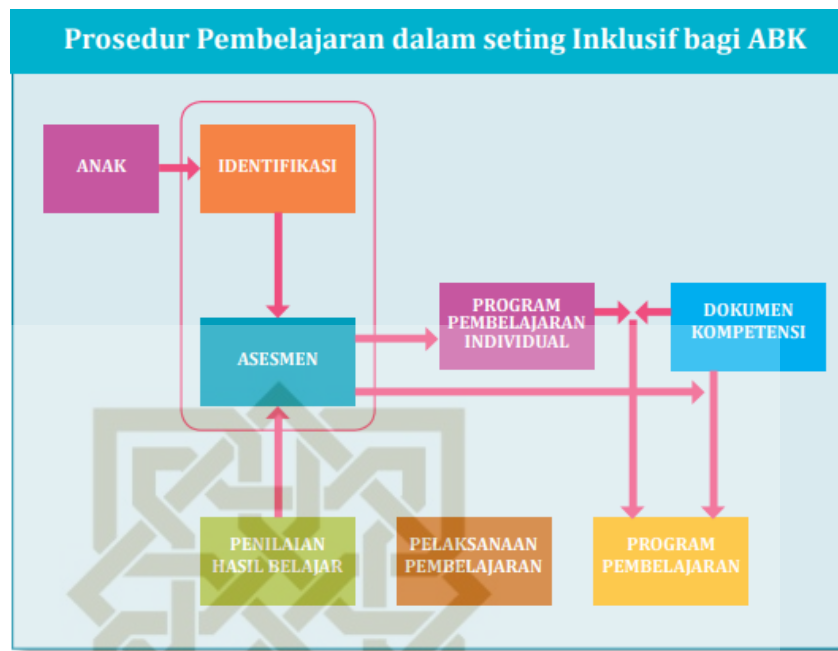 Prosedur Pembelajaran dalam seting Inklusif bagi ABK
ANAK
IDENTIFIKASI
PROGRAM
PEMBELAJARAN
INDIVIDUAL
DOKUMEN
KOMPETENSI
ASESMEN
PENILAIAN
HASIL BELAJAR
PELAKSANAAN
PEMBELAJARAN
PROGRAM
PEMBELAJARAN